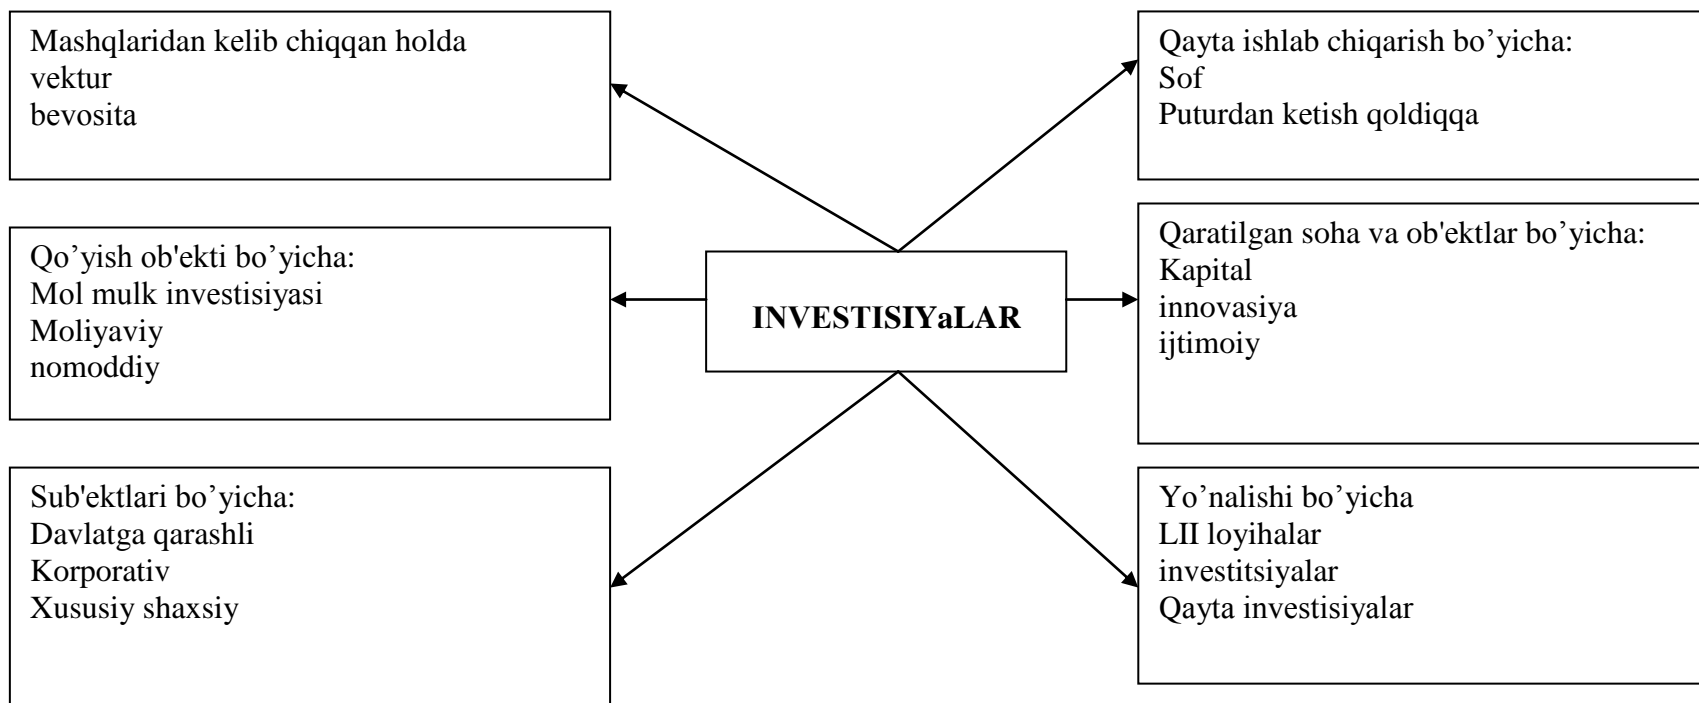 Mashqlaridan kelib chiqqan holda
vektur
bevosita
Qo’yish ob'ekti bo’yicha:
Mol mulk investisiyasi
Moliyaviy
nomoddiy
Sub'ektlari bo’yicha:
Davlatga qarashli
Korporativ
Xususiy shaxsiy
INVESTISIYaLAR
Qayta ishlab chiqarish bo’yicha:
Sof
Puturdan ketish qoldiqqa
Qaratilgan soha va ob'ektlar bo’yicha:
Kapital
innovasiya
ijtimoiy
Yo’nalishi bo’yicha
LII loyihalar
investitsiyalar
Qayta investisiyalar